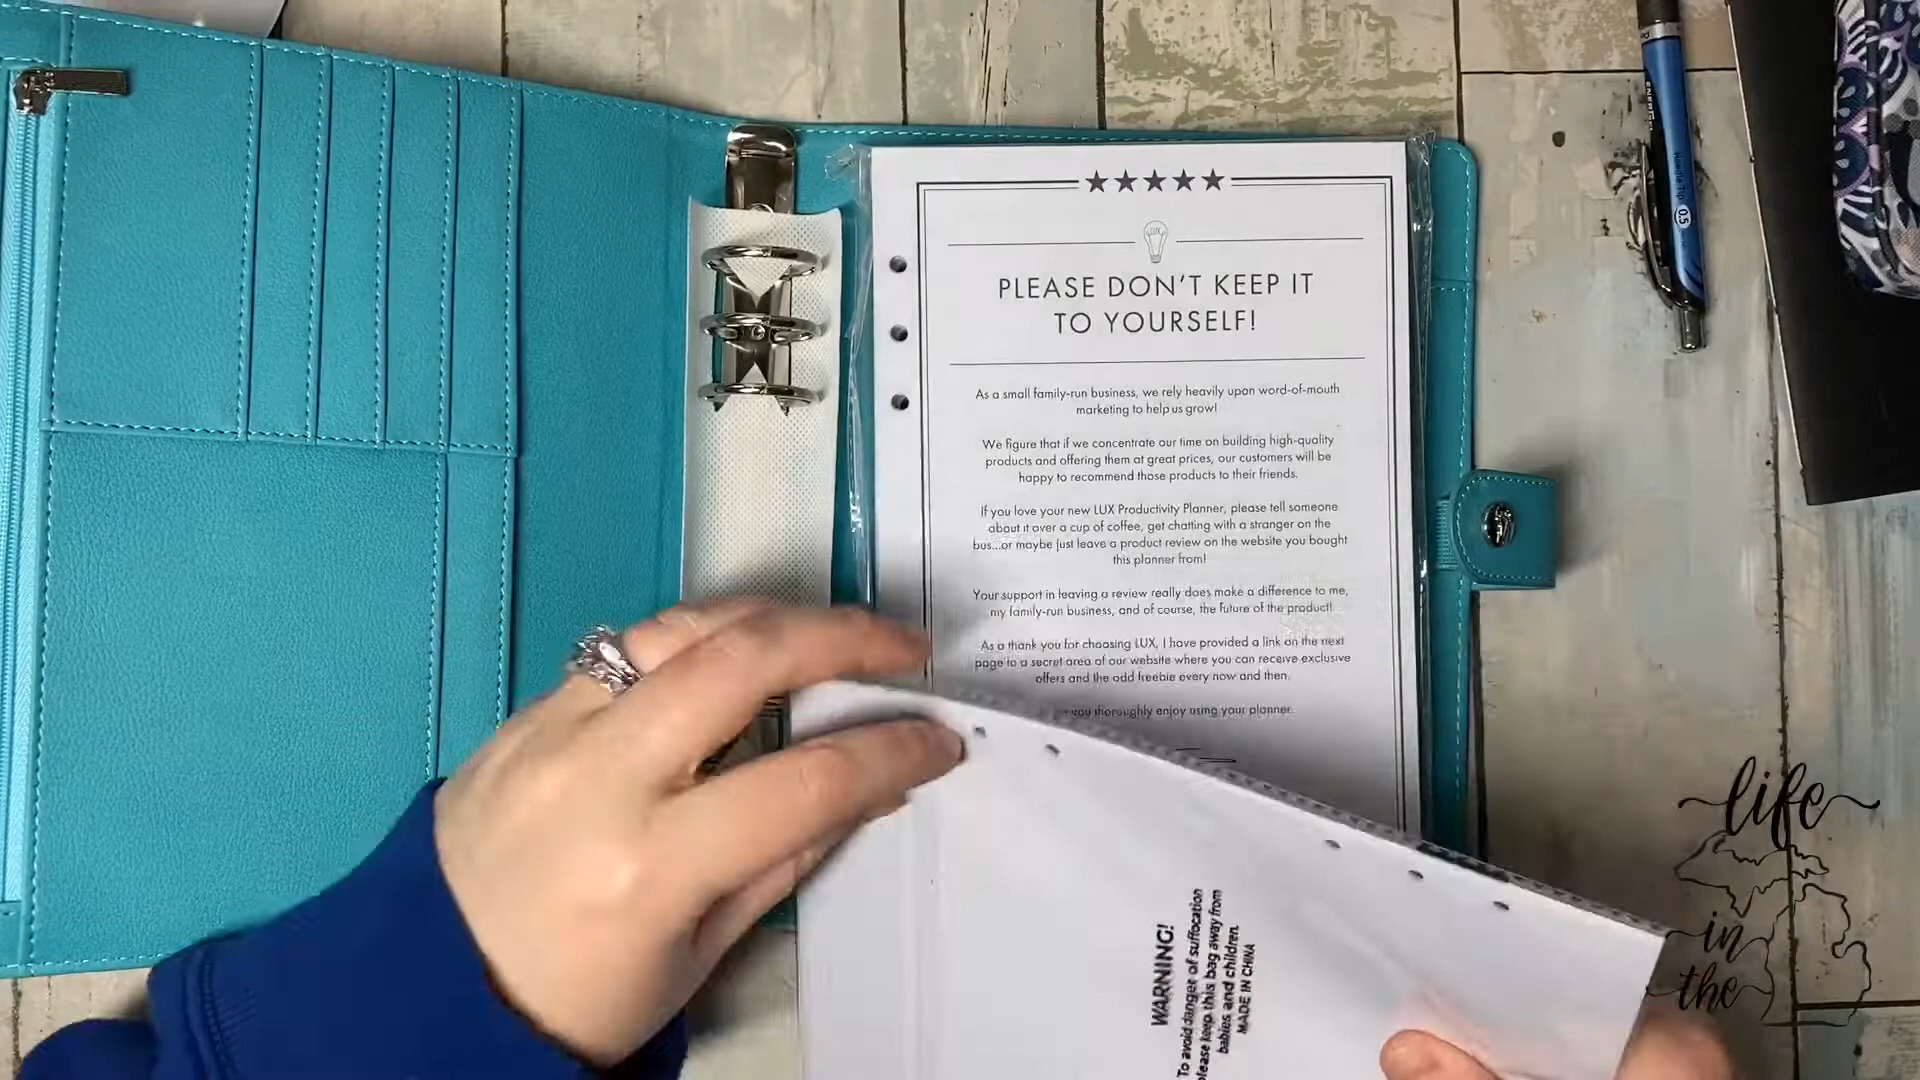 PLEASE DON'T KEEP IT
TO YOURSELF!
As a small family-run business, we rely heavily upon word-of-mouth
marketing to help us grow!
We figure that if we concentrate our time on building high-quality
products and offering them at great prices, our customers will be
happy to recommend those products to their friends.
If you love your new LUX Productivity Planner, please tell someone
about it over a cup of coffee, get chatting with a stranger on the
bus...or maybe just leave a product review on the website you bought
this planner from!
Your support in leaving a review really does make a difference to me,
my family-run business, and of course, the future of the product!
As a thank you for choosing LUX, I have provided a link on the next
page to a secret area of our website where you can receive exclusive
offers and the odd freebie every now and then.
you thoroughly enjoy using your planner.
WARNING!
To avoid danger of suffocation
please keep this bag away from
babies and children.
MADE IN CHINA
Needle Tip 0.5
life
in
the